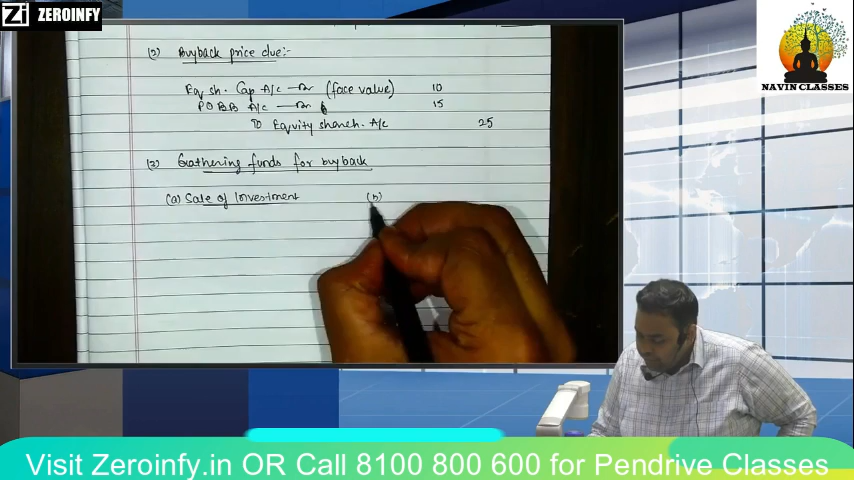 Zi ZEROINFY
NAVIN CLASSES
(2) Buyback price due:-
Eq sh. Cap A/c Dr (face value) 10
POBB A/c Dr 15
To Equity shareh. A/c 25
(3) Gathering funds for buyback
(a) Sale of Investment (b)
Visit Zeroinfy.in OR Call 8100 800 600 for Pendrive Classes